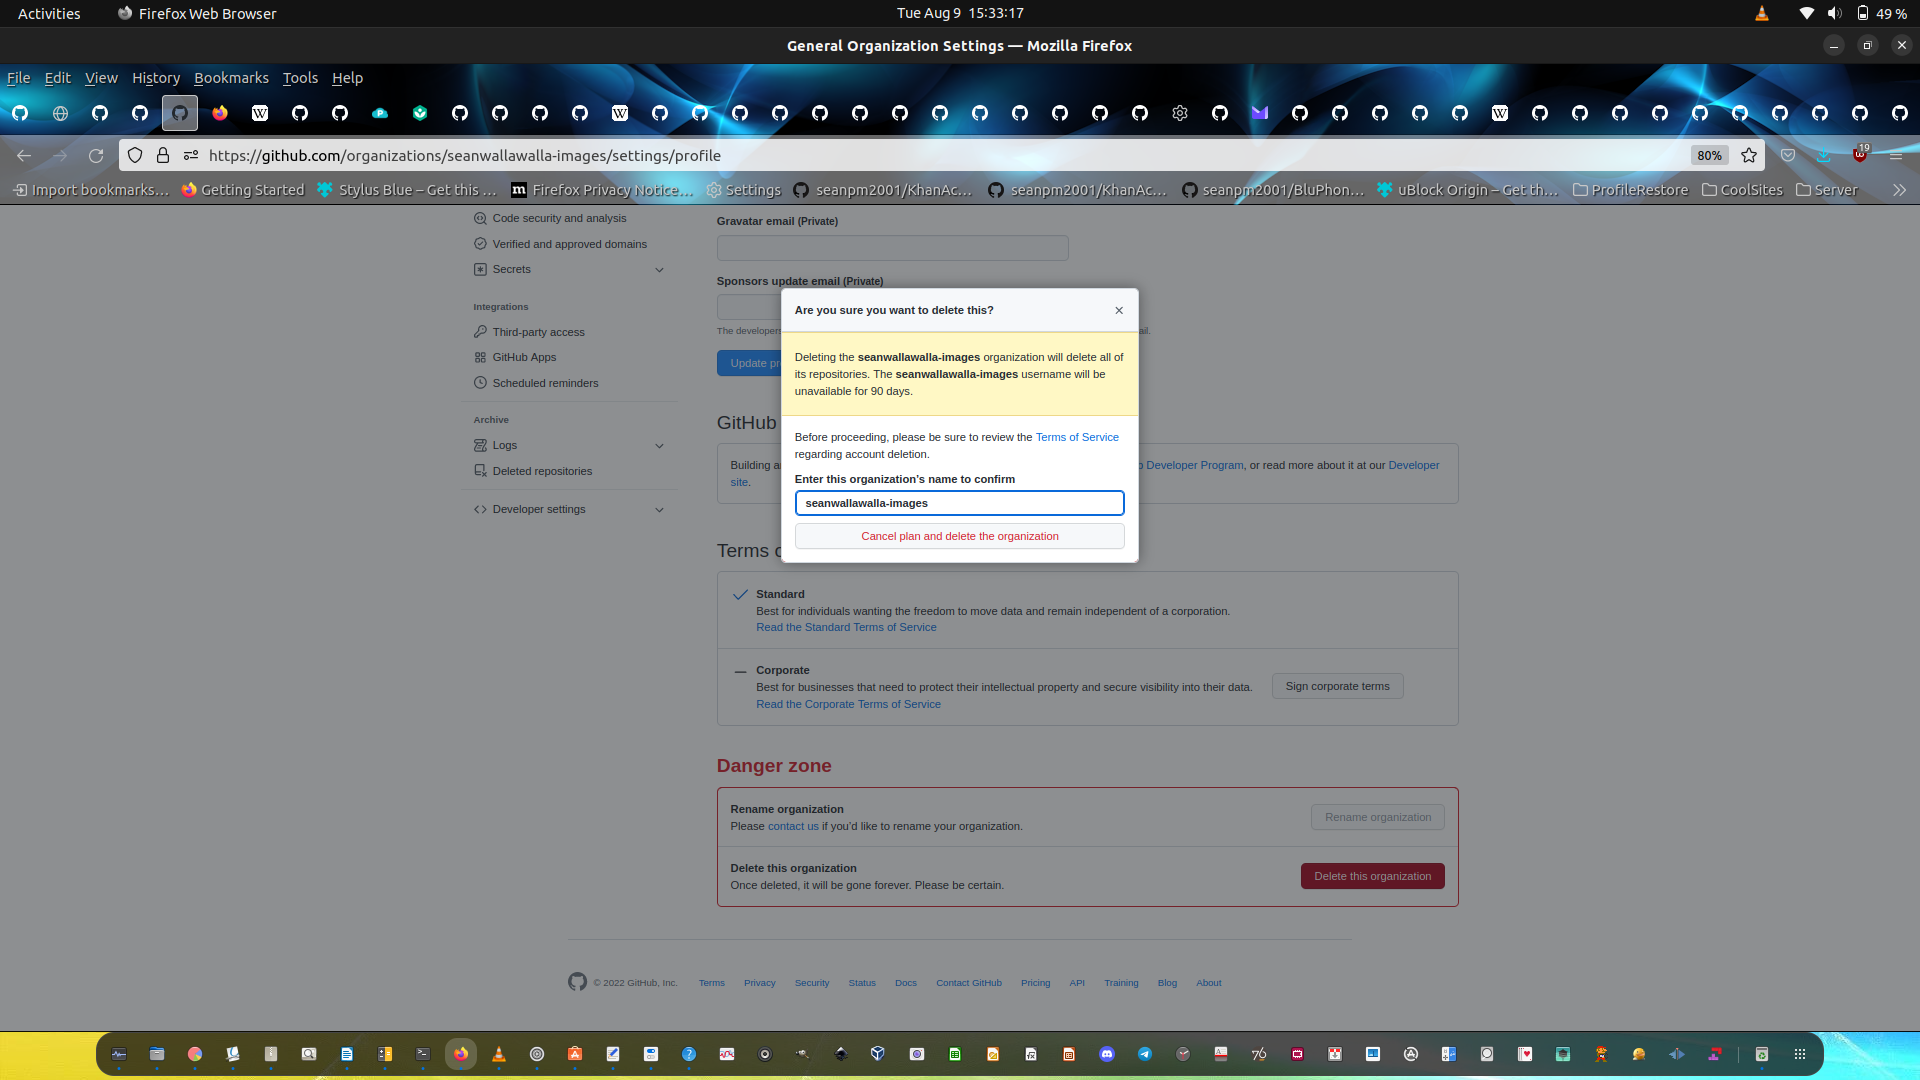 Activities
Firefox Web Browser
Tue Aug 9 15:33:17
49 %
General Organization Settings — Mozilla Firefox
File Edit View History Bookmarks Tools Help
https://github.com/organizations/seanwallawalla-images/settings/profile
80%
19
Import bookmarks…
Getting Started
Stylus Blue – Get this …
Firefox Privacy Notice…
Settings
seanpm2001/KhanAc…
seanpm2001/KhanAc…
seanpm2001/BluPhon…
uBlock Origin – Get th…
ProfileRestore
CoolSites
Server
Code security and analysis
Verified and approved domains
Secrets
Integrations
Third-party access
GitHub Apps
Scheduled reminders
Archive
Logs
Deleted repositories
Developer settings
Gravatar email (Private)
Sponsors update email (Private)
The developer
ail.
Update pr
Are you sure you want to delete this?
Deleting the seanwallawalla-images organization will delete all of
its repositories. The seanwallawalla-images username will be
unavailable for 90 days.
Before proceeding, please be sure to review the Terms of Service
regarding account deletion.
Enter this organization's name to confirm
seanwallawalla-images
Cancel plan and delete the organization
GitHub
Building a
Developer Program, or read more about it at our Developer
site.
Terms o
Standard
Best for individuals wanting the freedom to move data and remain independent of a corporation.
Read the Standard Terms of Service
Corporate
Best for businesses that need to protect their intellectual property and secure visibility into their data.
Read the Corporate Terms of Service
Sign corporate terms
Danger zone
Rename organization
Please contact us if you'd like to rename your organization.
Rename organization
Delete this organization
Once deleted, it will be gone forever. Please be certain.
Delete this organization
© 2022 GitHub, Inc.
Terms
Privacy
Security
Status
Docs
Contact GitHub
Pricing
API
Training
Blog
About